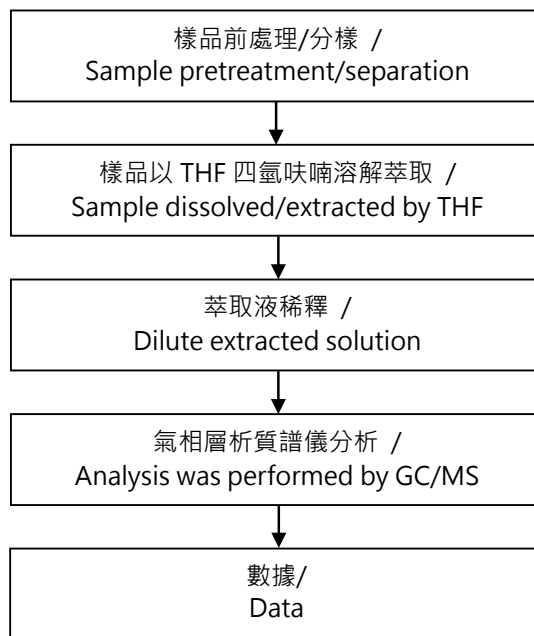 樣品前處理/分樣 /
Sample pretreatment/separation
樣品以 THF 四氫呋喃溶解萃取 /
Sample dissolved/extracted by THF
萃取液稀釋 /
Dilute extracted solution
氣相層析質譜儀分析 /
Analysis was performed by GC/MS
數據/
Data